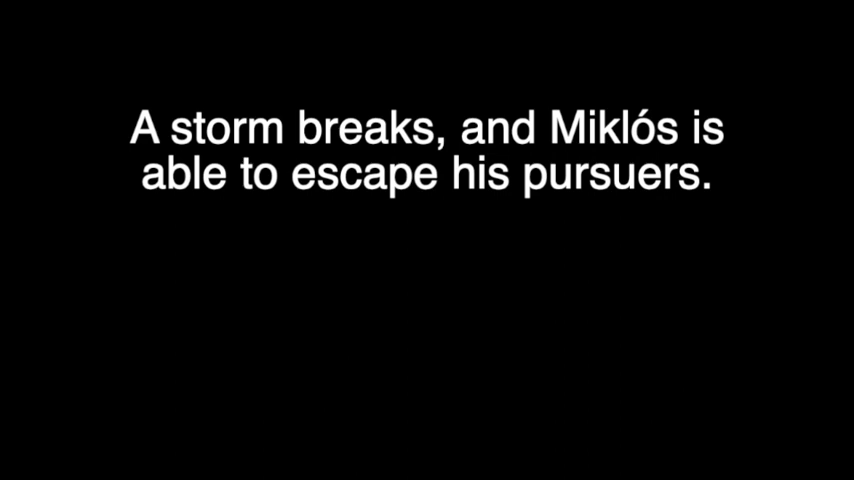 A storm breaks, and Miklós is
able to escape his pursuers.